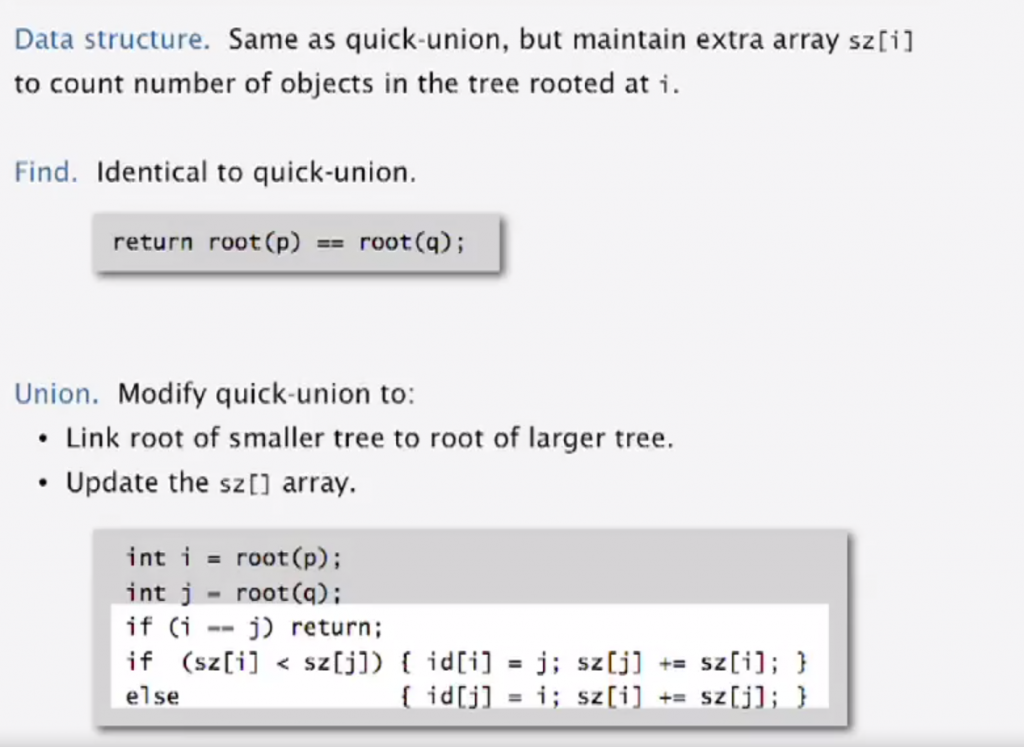 Data structure. Same as quick-union, but maintain extra array sz[i]
to count number of objects in the tree rooted at i.
Find. Identical to quick-union.
return root(p) == root(q);
Union. Modify quick-union to:
• Link root of smaller tree to root of larger tree.
• Update the sz[] array.
int i = root(p);
int j = root(q);
if (i == j) return;
if (sz[i] < sz[j]) { id[i] = j; sz[j] += sz[i]; }
else { id[j] = i; sz[i] += sz[j]; }